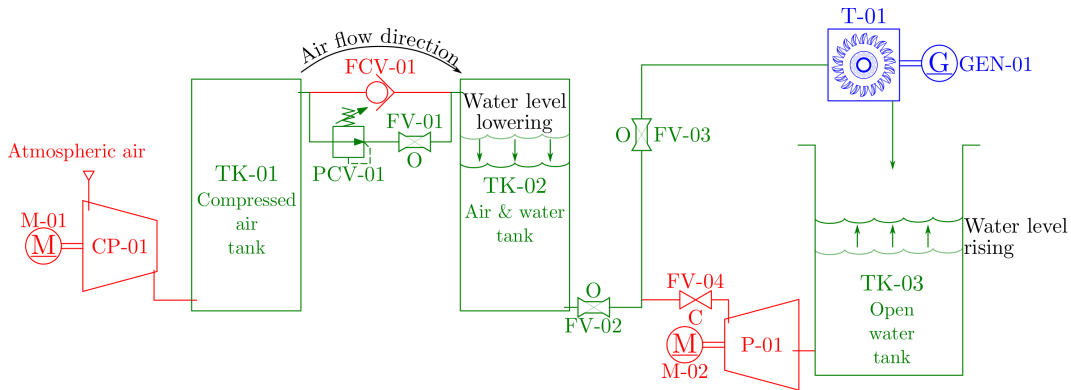 T-01
G
GEN-01
Air flow direction
FCV-01
Water level
lowering
FV-01
O
PCV-01
O
FV-03
Atmospheric air
M-01
M
CP-01
TK-01
Compressed
air
tank
TK-02
Air & water
tank
Water level
rising
O
FV-02
FV-04
C
M
M-02
P-01
TK-03
Open
water
tank